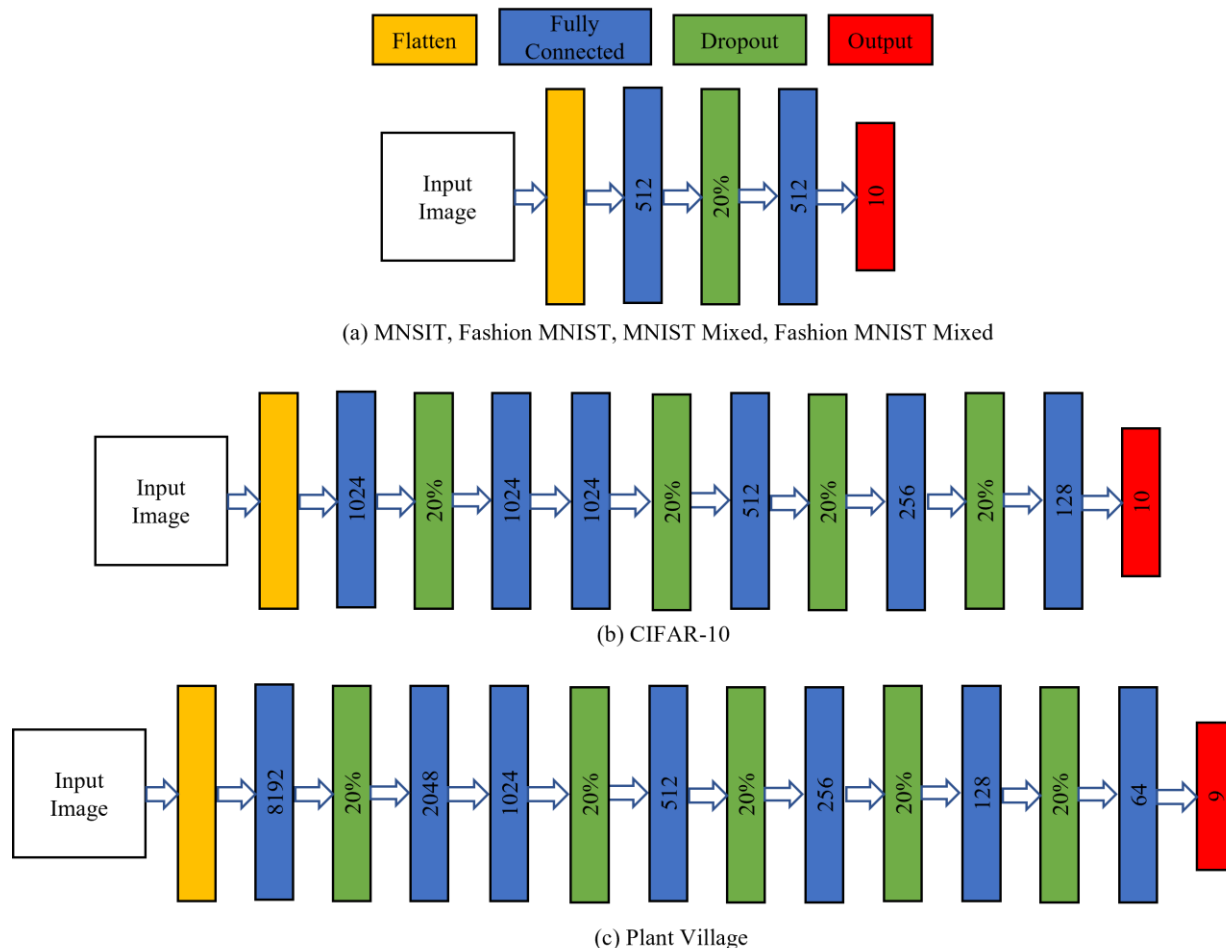 Flatten
Fully
Connected
Dropout
Output
Input
Image
512
20%
512
10
(a) MNSIT, Fashion MNIST, MNIST Mixed, Fashion MNIST Mixed
Input
Image
1024
20%
1024
1024
20%
512
20%
256
20%
128
10
(b) CIFAR-10
Input
Image
8192
20%
2048
1024
20%
512
20%
256
20%
128
20%
64
9
(c) Plant Village